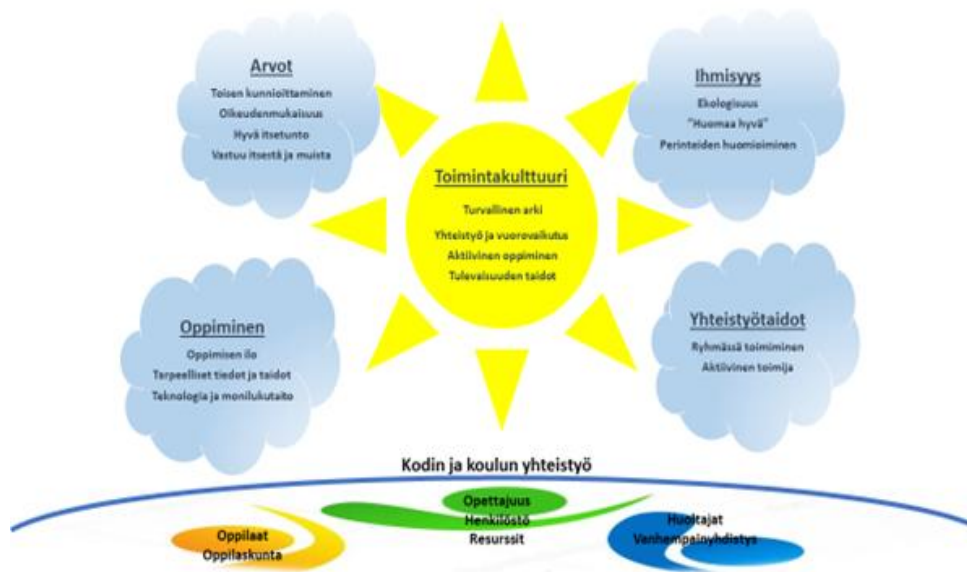 Arvot
Toisen kunnioittaminen
Oikeudenmukaisuus
Hyvä itsetunto
Vastuu itsestä ja muista
Ihmisyys
Ekologisuus
"Huomaa hyvä"
Perinteiden huomioiminen
Toimintakulttuuri
Turvallinen arki
Yhteistyö ja vuorovaikutus
Aktiivinen oppiminen
Tulevaisuuden taidot
Oppiminen
Oppimisen ilo
Tarpeelliset tiedot ja taidot
Teknologia ja monilukutaito
Yhteistyötaidot
Ryhmässä toimiminen
Aktiivinen toimija
Kodin ja koulun yhteistyö
Oppilaat
Oppilaskunta
Opettajuus
Henkilöstö
Resurssit
Huoltajat
Vanhempainyhdistys